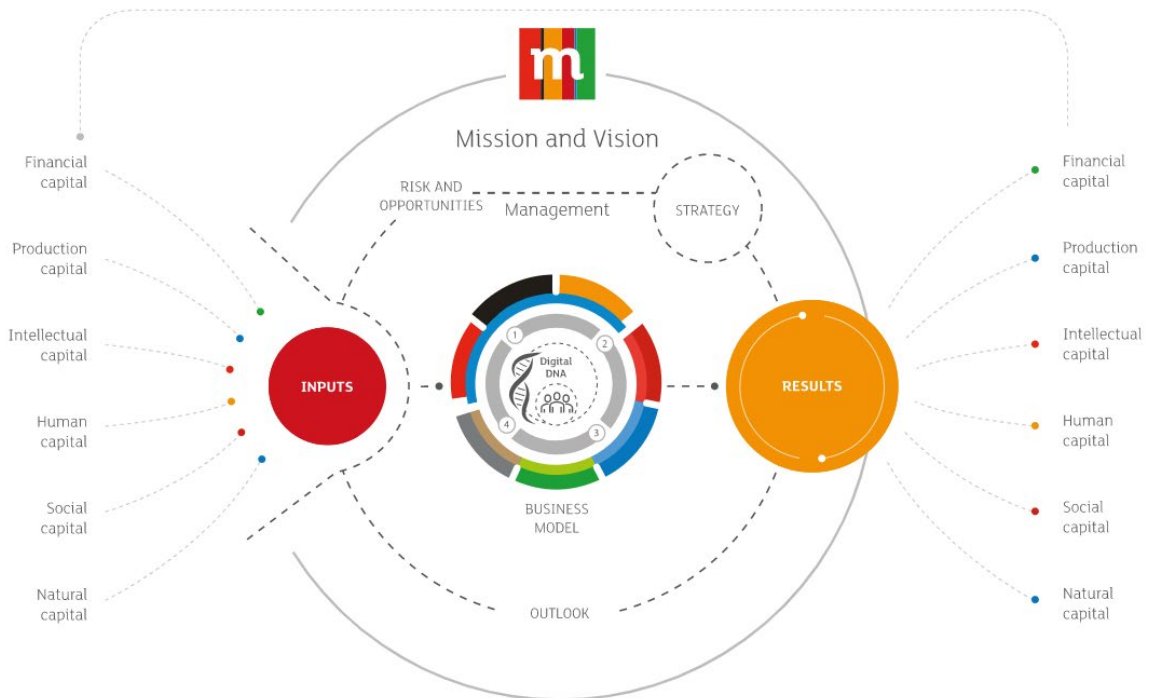 m
Mission and Vision
Financial
capital
Production
capital
Intellectual
capital
Human
capital
Social
capital
Natural
capital
RISK AND
OPPORTUNITIES
Management
STRATEGY
INPUTS
1
2
3
4
Digital
DNA
BUSINESS
MODEL
OUTLOOK
RESULTS
Financial
capital
Production
capital
Intellectual
capital
Human
capital
Social
capital
Natural
capital